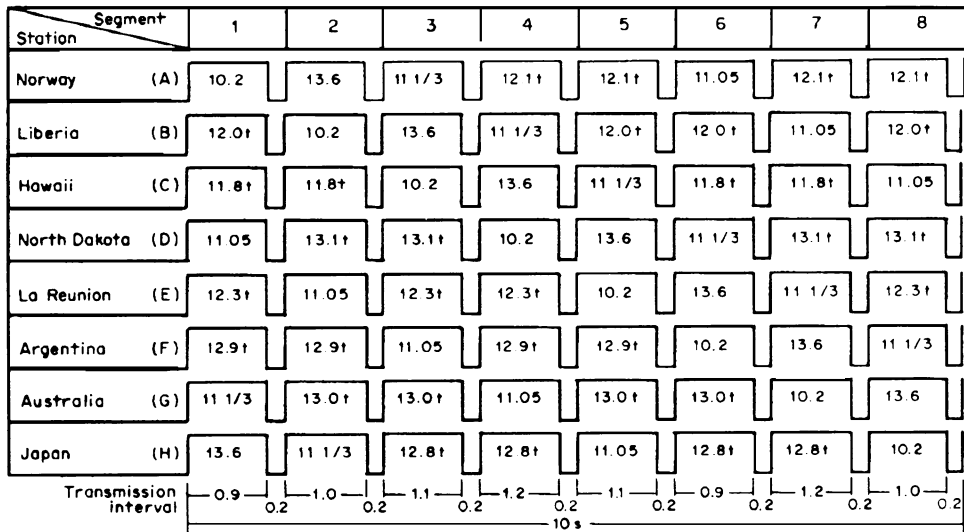 Segment 1 2 3 4 5 6 7 8
Station
Norway (A) 10.2 13.6 11 1/3 12.1† 12.1† 11.05 12.1† 12.1†
Liberia (B) 12.0† 10.2 13.6 11 1/3 12.0† 12 0† 11.05 12.0†
Hawaii (C) 11.8† 11.8† 10.2 13.6 11 1/3 11.8† 11.8† 11.05
North Dakota (D) 11.05 13.1† 13.1† 10.2 13.6 11 1/3 13.1† 13.1†
La Reunion (E) 12.3† 11.05 12.3† 12.3† 10.2 13.6 11 1/3 12.3†
Argentina (F) 12.9† 12.9† 11.05 12.9† 12.9† 10.2 13.6 11 1/3
Australia (G) 11 1/3 13.0† 13.0† 11.05 13.0† 13.0† 10.2 13.6
Japan (H) 13.6 11 1/3 12.8† 12.8† 11.05 12.8† 12.8† 10.2
Transmission interval 0.9 0.2 1.0 0.2 1.1 0.2 1.2 0.2 1.1 0.2 0.9 0.2 1.2 0.2 1.0 0.2
10 s